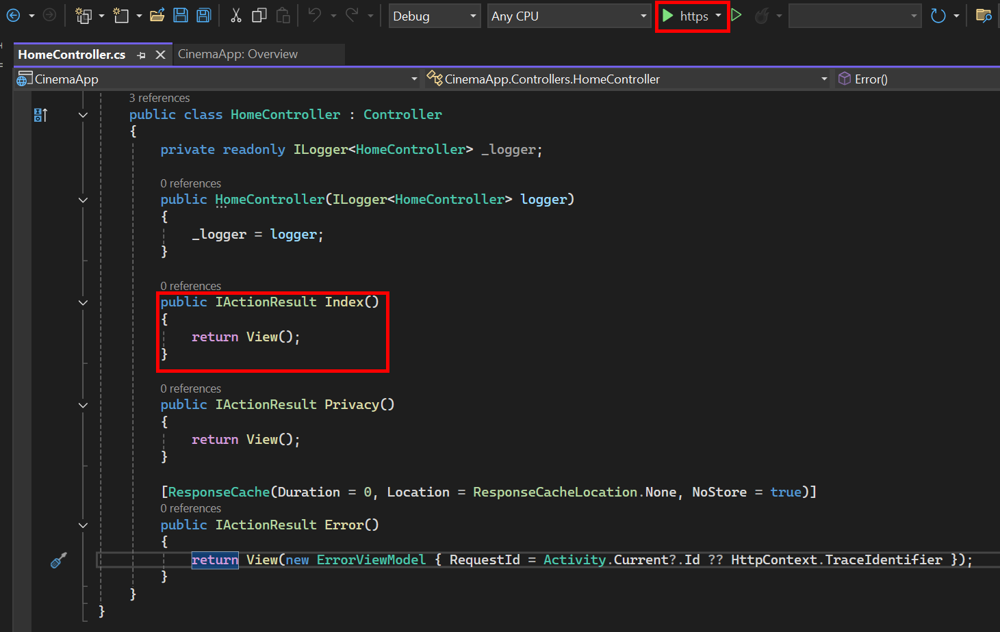 Debug
Any CPU
https
HomeController.cs
CinemaApp: Overview
CinemaApp
CinemaApp.Controllers.HomeController
Error()
3 references
public class HomeController : Controller
{
private readonly ILogger<HomeController> _logger;
0 references
public HomeController(ILogger<HomeController> logger)
{
_logger = logger;
}
0 references
public IActionResult Index()
{
return View();
}
0 references
public IActionResult Privacy()
{
return View();
}
[ResponseCache(Duration = 0, Location = ResponseCacheLocation.None, NoStore = true)]
0 references
public IActionResult Error()
{
return View(new ErrorViewModel { RequestId = Activity.Current?.Id ?? HttpContext.TraceIdentifier });
}
}
}